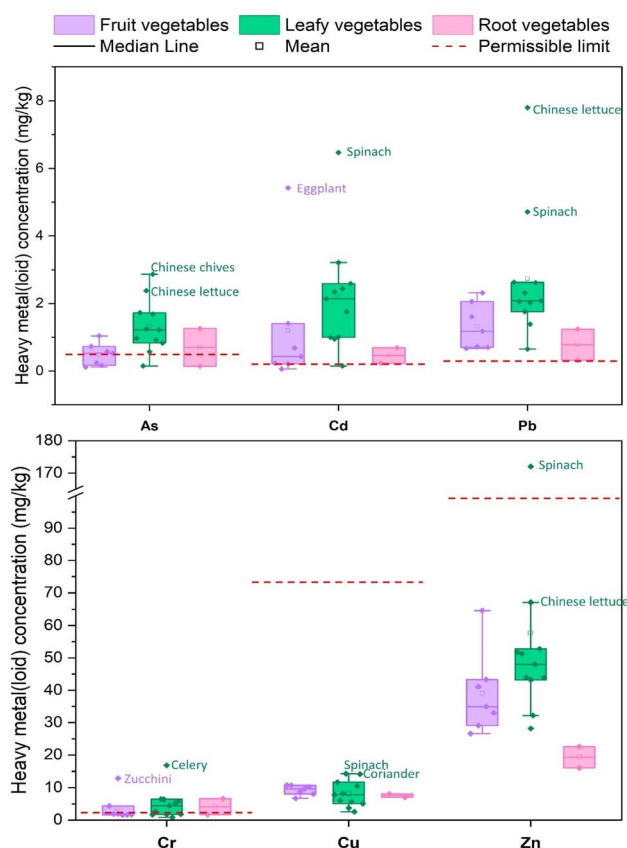 Fruit vegetables Leafy vegetables Root vegetables
Median Line Mean Permissible limit
Heavy metal(loid) concentration (mg/kg)
8
6
4
2
0
Chinese lettuce
Spinach
Eggplant
Spinach
Chinese chives
Chinese lettuce
As Cd Pb
Heavy metal(loid) concentration (mg/kg)
180
170
90
80
70
60
50
40
30
20
10
0
Spinach
Chinese lettuce
Celery
Zucchini
Spinach
Coriander
Cr Cu Zn